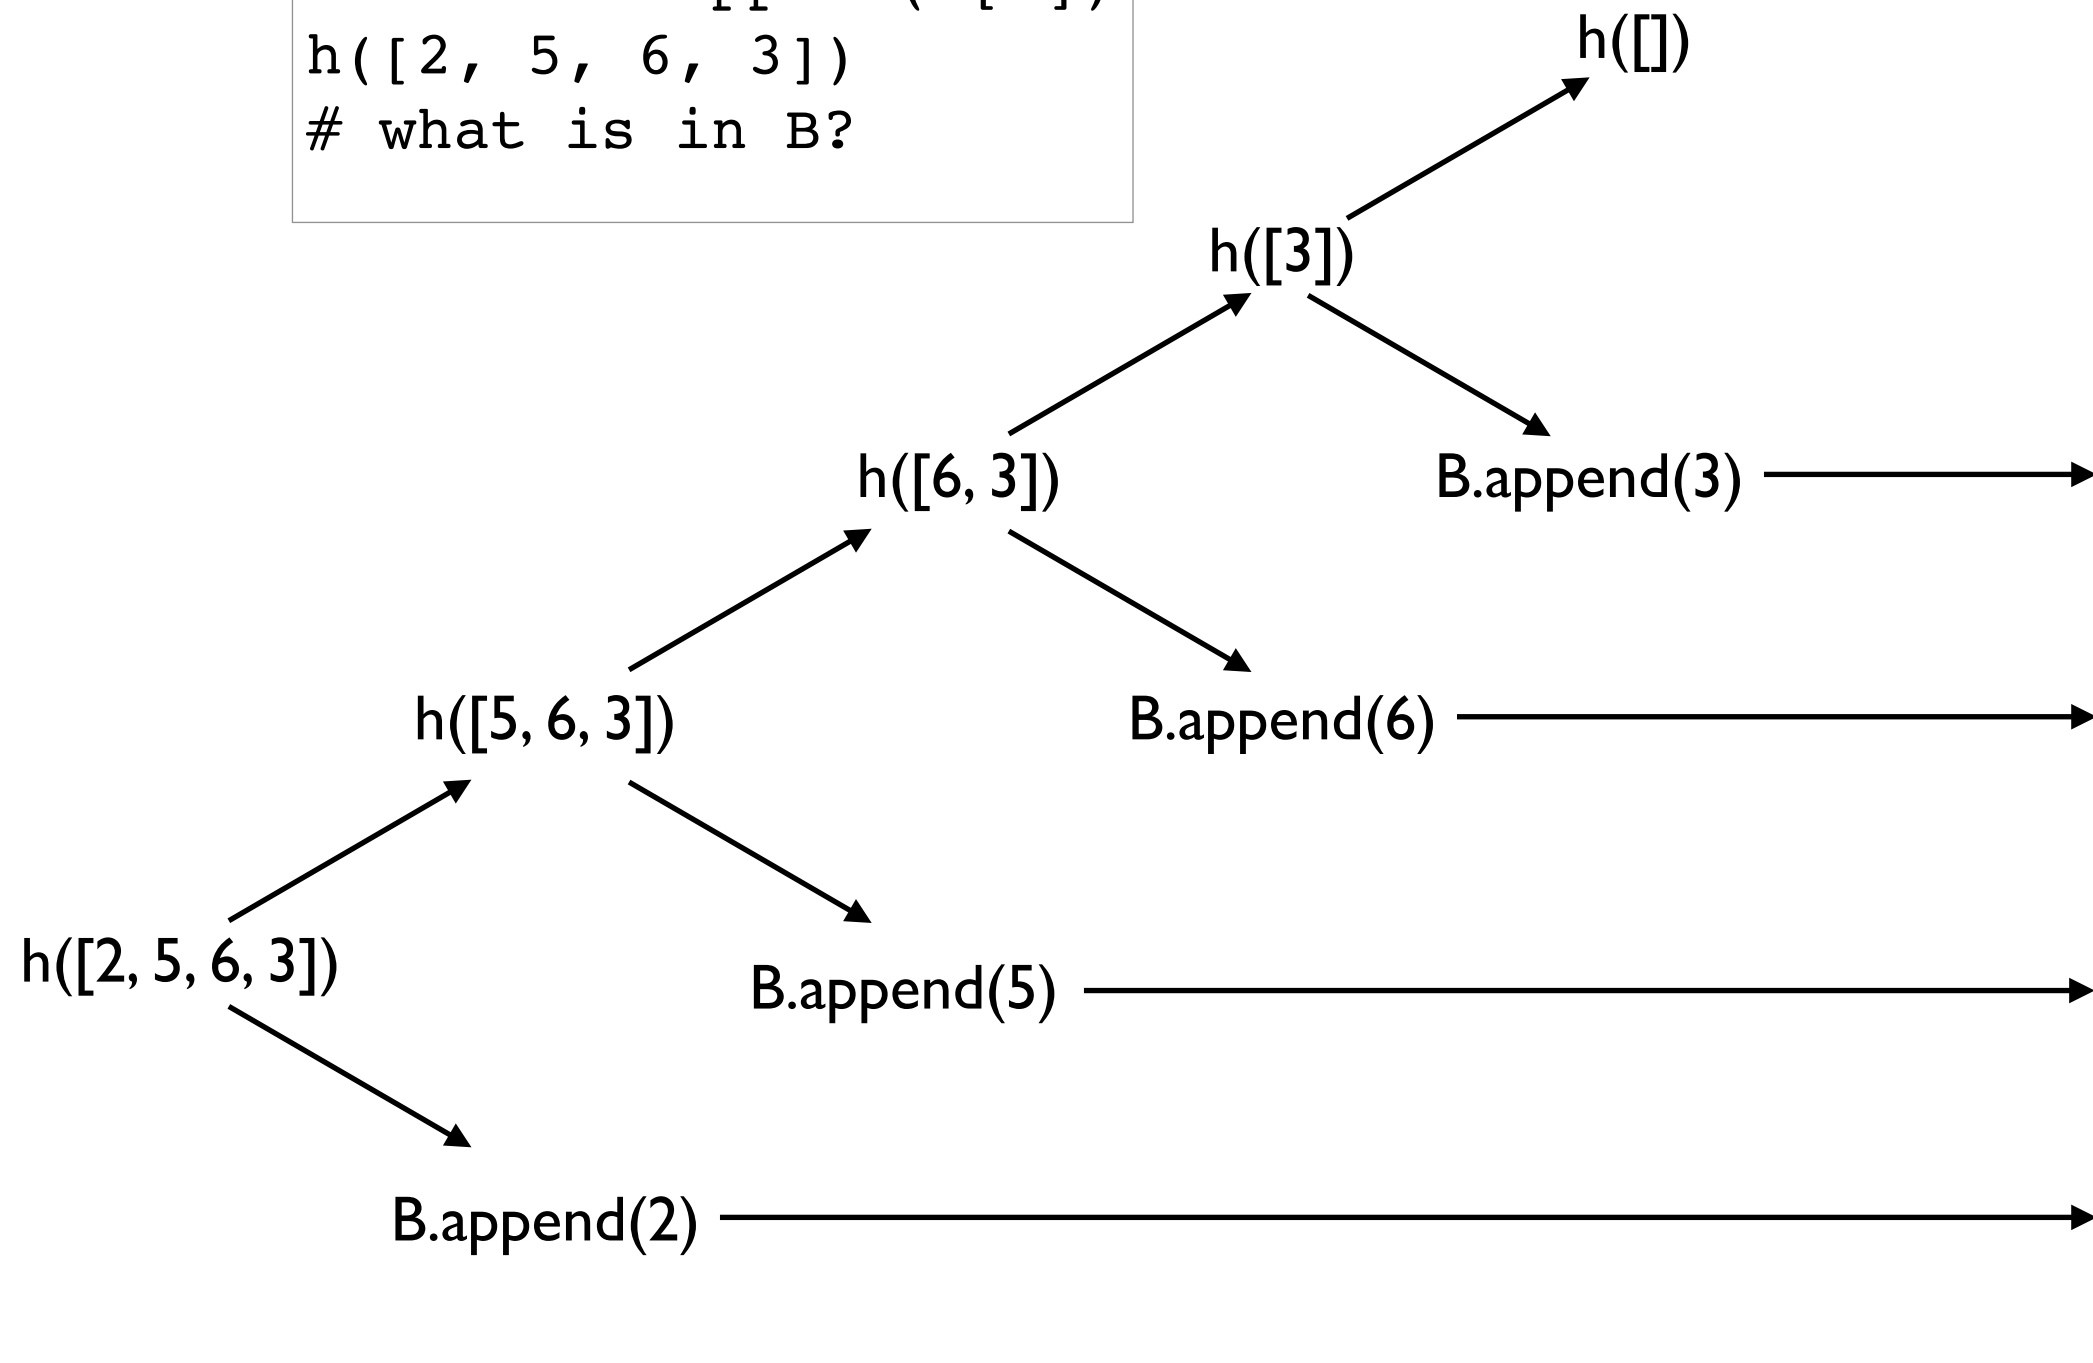 h([2, 5, 6, 3])
# what is in B?
h([])
h([3])
h([6, 3])
B.append(3)
h([5, 6, 3])
B.append(6)
h([2, 5, 6, 3])
B.append(5)
B.append(2)